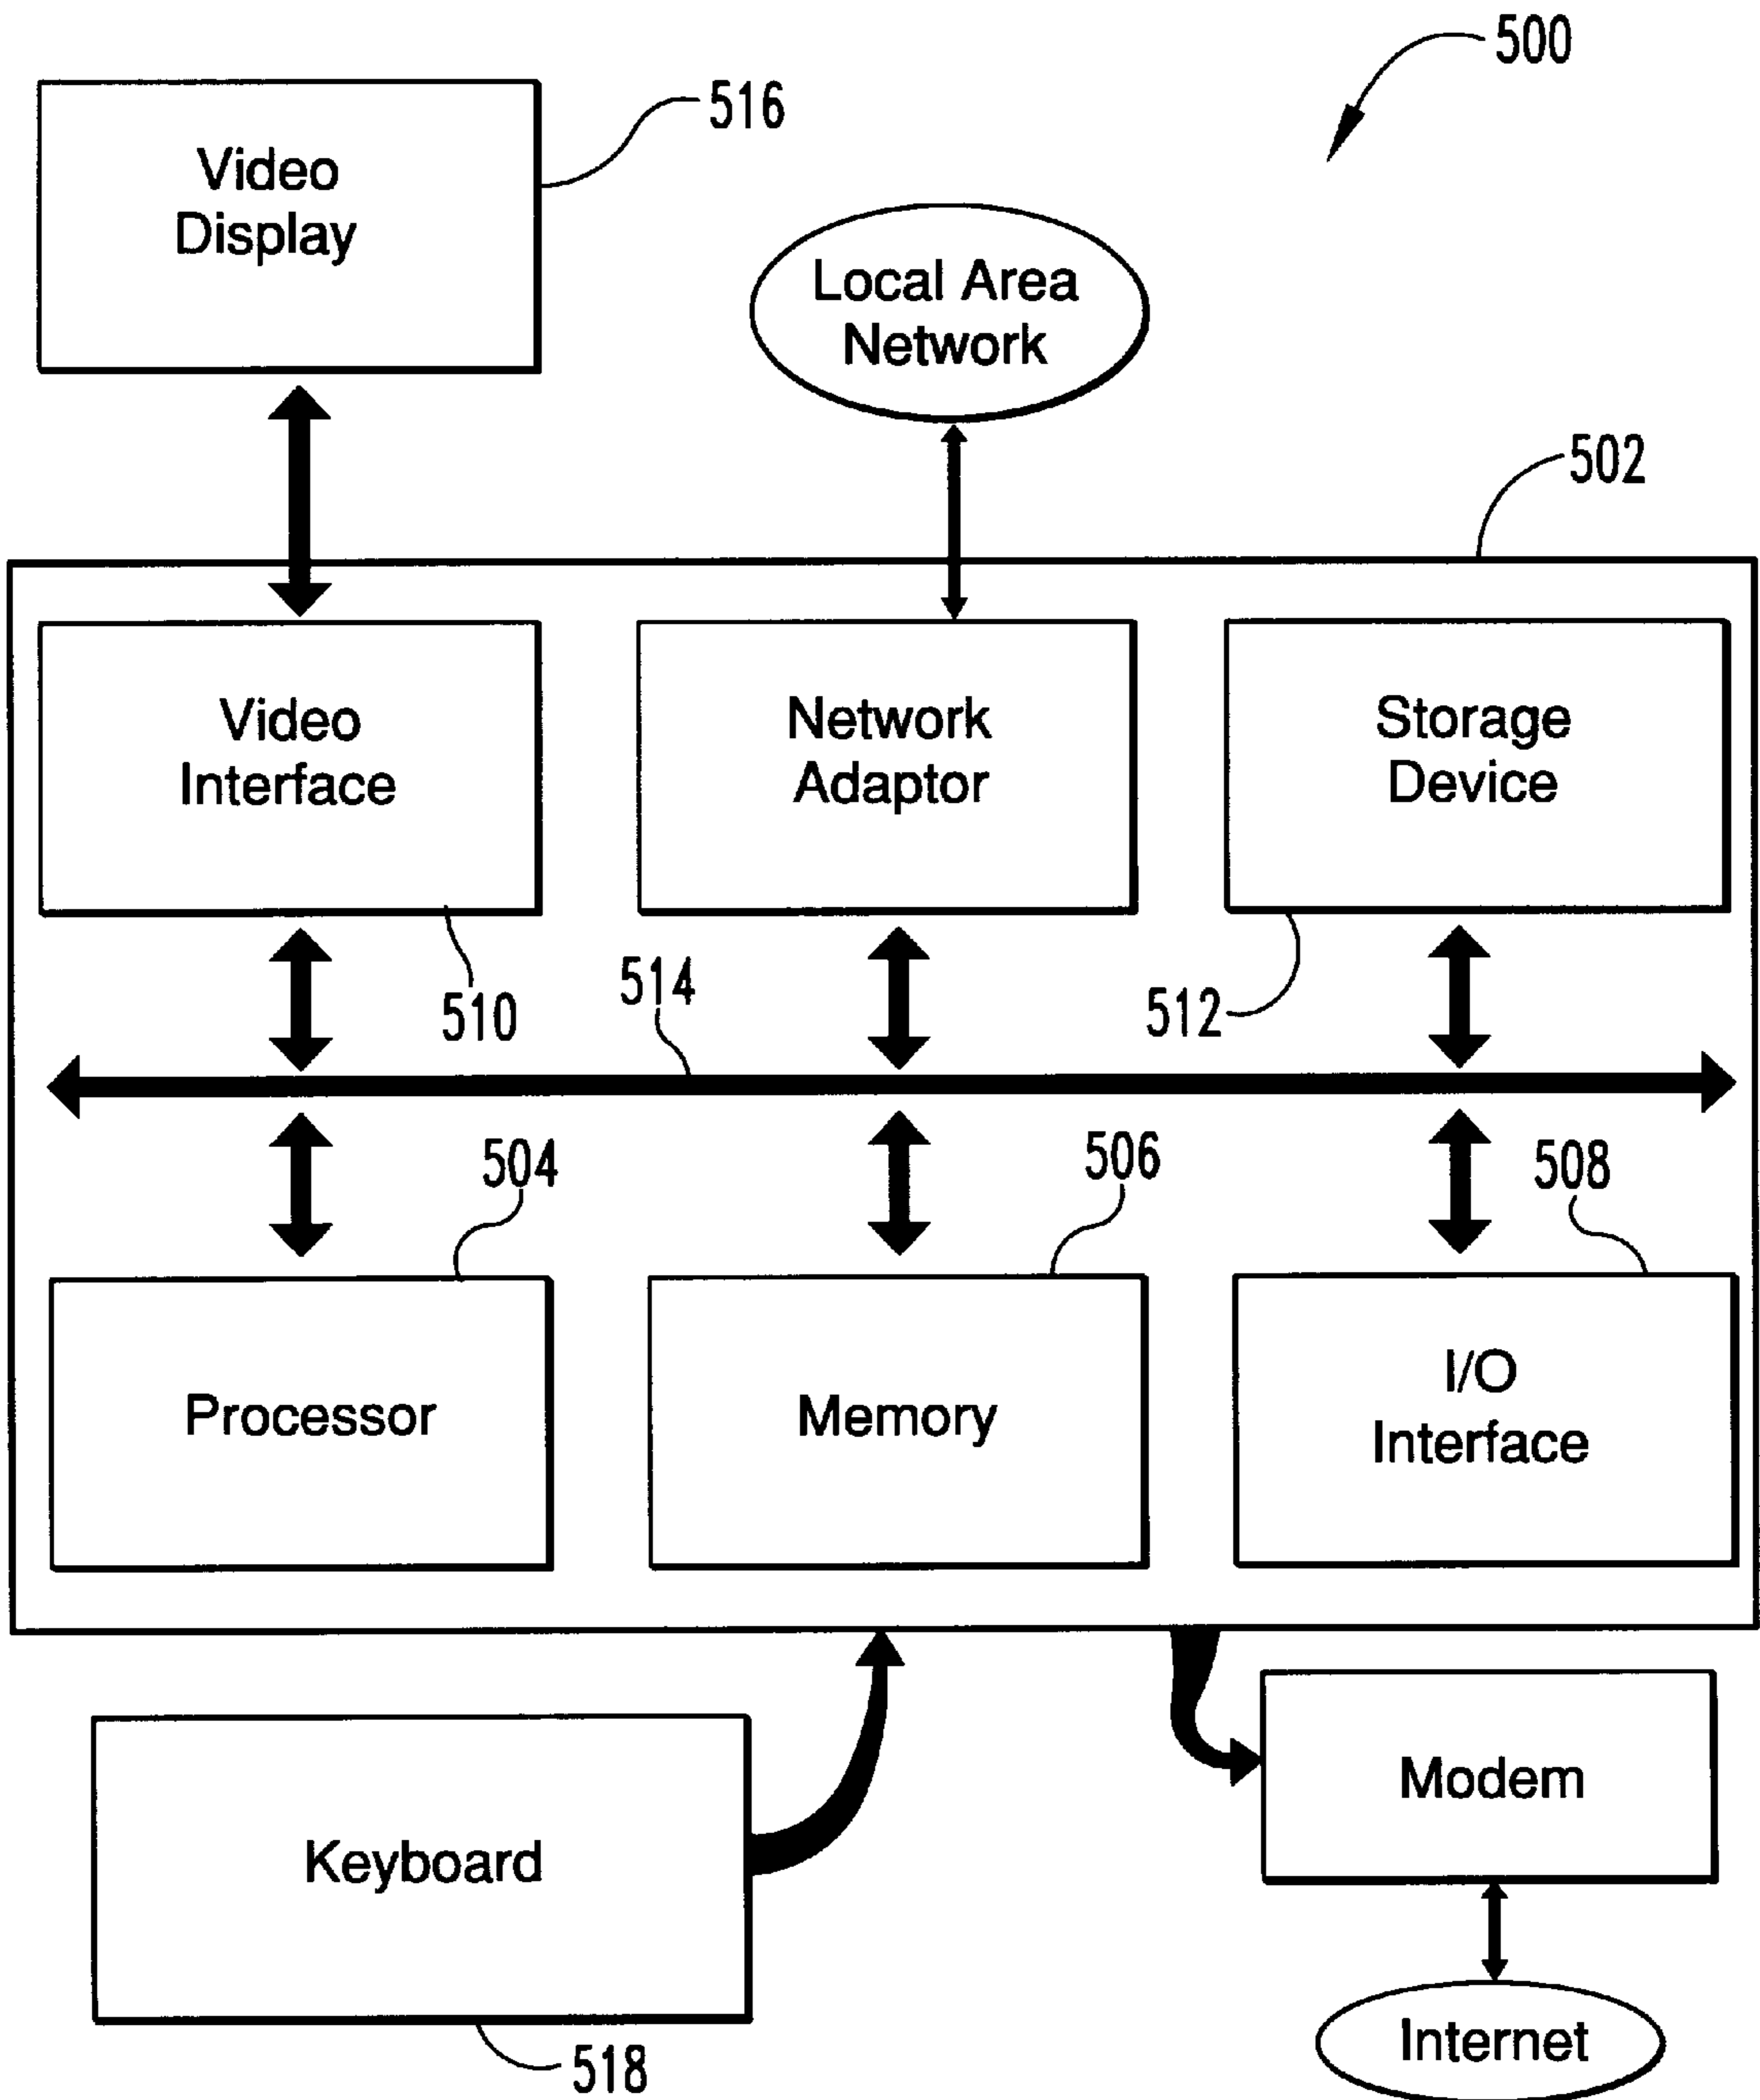 500
516
Video
Display
Local Area
Network
502
Video
Interface
Network
Adaptor
Storage
Device
510
514
512
504
506
508
Processor
Memory
I/O
Interface
Keyboard
Modem
518
Internet